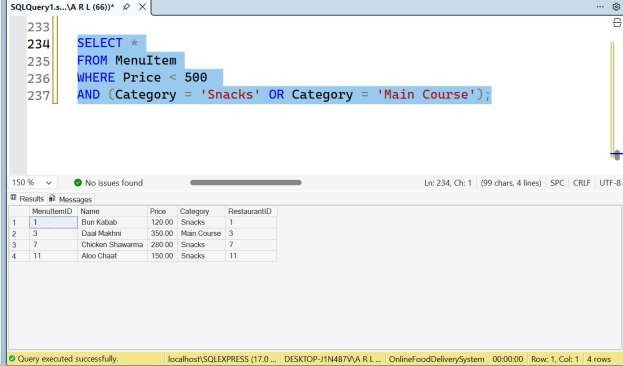 SQLQuery1.s...\A R L (66))*
233
234 SELECT *
235 FROM MenuItem
236 WHERE Price < 500
237 AND (Category = 'Snacks' OR Category = 'Main Course');
150 % No issues found Ln: 234, Ch: 1 (99 chars, 4 lines) SPC CRLF UTF-8
Results Messages
MenuItemID Name Price Category RestaurantID
1 1 Bun Kabab 120.00 Snacks 1
2 3 Daal Makhni 350.00 Main Course 3
3 7 Chicken Shawarma 280.00 Snacks 7
4 11 Aloo Chaat 150.00 Snacks 11
Query executed successfully. localhost\SQLEXPRESS (17.0 ... DESKTOP-J1N4B7V\A R L ... OnlineFoodDeliverySystem 00:00:00 Row: 1, Col: 1 4 rows